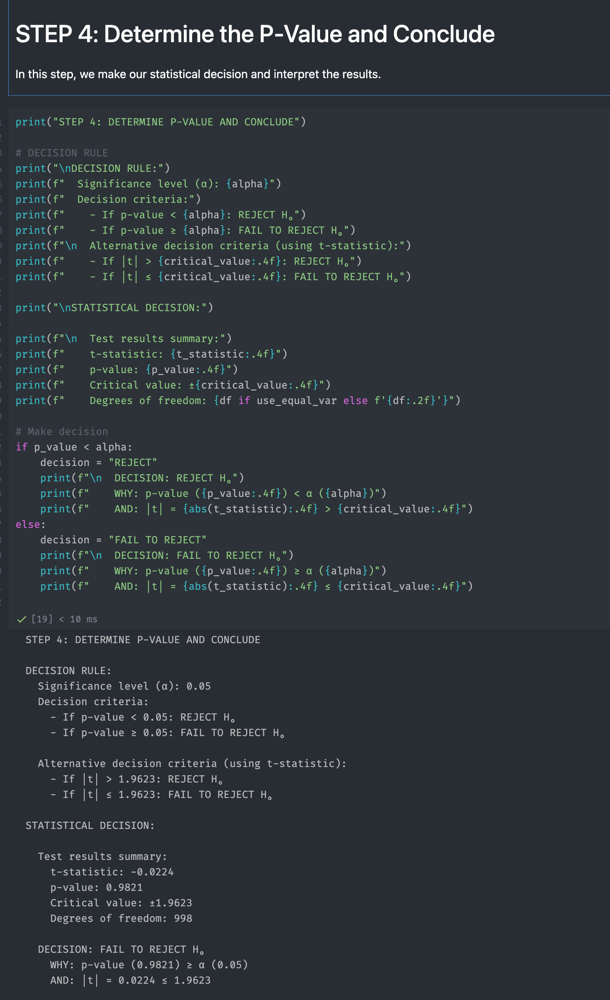 STEP 4: Determine the P-Value and Conclude
In this step, we make our statistical decision and interpret the results.
print("STEP 4: DETERMINE P-VALUE AND CONCLUDE")
# DECISION RULE
print("\nDECISION RULE:")
print(f"  Significance level (α): {alpha}")
print(f"  Decision criteria:")
print(f"    - If p-value < {alpha}: REJECT H₀")
print(f"    - If p-value ≥ {alpha}: FAIL TO REJECT H₀")
print(f"\n  Alternative decision criteria (using t-statistic):")
print(f"    - If |t| > {critical_value:.4f}: REJECT H₀")
print(f"    - If |t| ≤ {critical_value:.4f}: FAIL TO REJECT H₀")
print("\nSTATISTICAL DECISION:")
print(f"\n  Test results summary:")
print(f"    t-statistic: {t_statistic:.4f}")
print(f"    p-value: {p_value:.4f}")
print(f"    Critical value: ±{critical_value:.4f}")
print(f"    Degrees of freedom: {df if use_equal_var else f'{df:.2f}'}")
# Make decision
if p_value < alpha:
    decision = "REJECT"
    print(f"\n  DECISION: REJECT H₀")
    print(f"    WHY: p-value ({p_value:.4f}) < α ({alpha})")
    print(f"    AND: |t| = {abs(t_statistic):.4f} > {critical_value:.4f}")
else:
    decision = "FAIL TO REJECT"
    print(f"\n  DECISION: FAIL TO REJECT H₀")
    print(f"    WHY: p-value ({p_value:.4f}) ≥ α ({alpha})")
    print(f"    AND: |t| = {abs(t_statistic):.4f} ≤ {critical_value:.4f}")
[19] < 10 ms
STEP 4: DETERMINE P-VALUE AND CONCLUDE
DECISION RULE:
  Significance level (α): 0.05
  Decision criteria:
    - If p-value < 0.05: REJECT H₀
    - If p-value ≥ 0.05: FAIL TO REJECT H₀
  Alternative decision criteria (using t-statistic):
    - If |t| > 1.9623: REJECT H₀
    - If |t| ≤ 1.9623: FAIL TO REJECT H₀
STATISTICAL DECISION:
  Test results summary:
    t-statistic: -0.0224
    p-value: 0.9821
    Critical value: ±1.9623
    Degrees of freedom: 998
  DECISION: FAIL TO REJECT H₀
    WHY: p-value (0.9821) ≥ α (0.05)
    AND: |t| = 0.0224 ≤ 1.9623